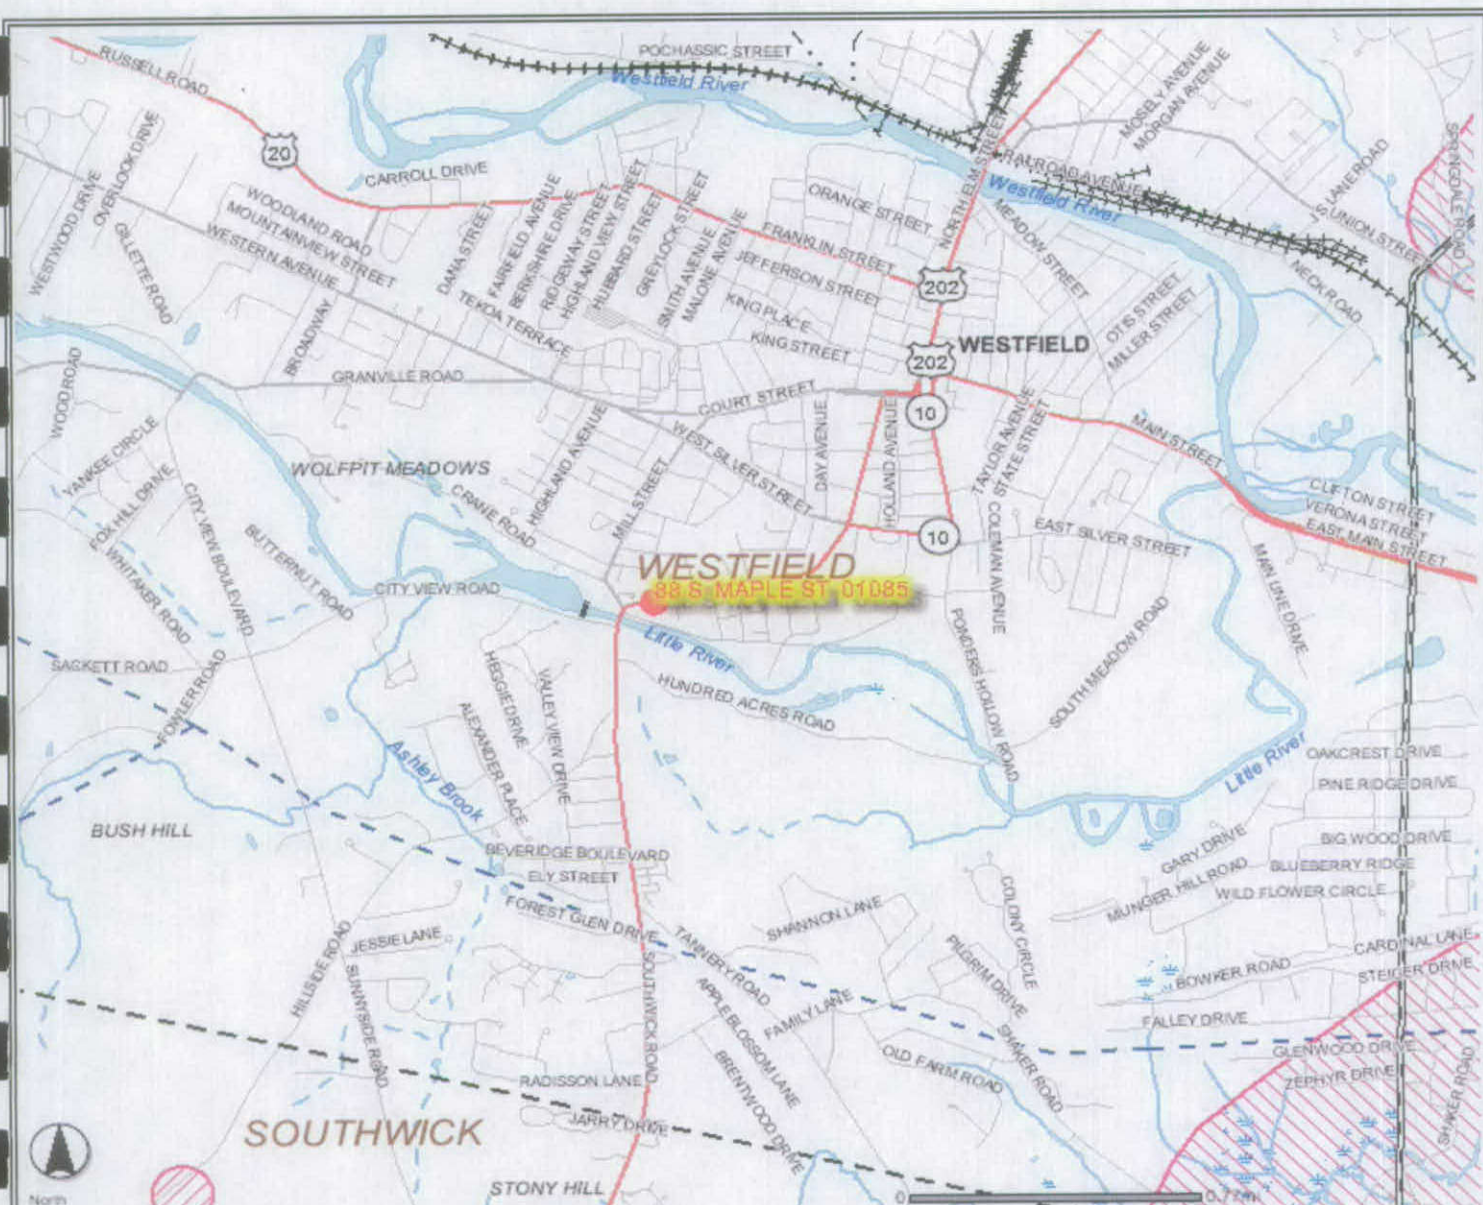 POCHASSIC STREET
RUSSELL ROAD
Westfield River
MOSELY AVENUE
MORGAN AVENUE
20
OVERLOOK DRIVE
WESTWOOD DRIVE
GILLETTE ROAD
CARROLL DRIVE
WOODLAND ROAD
MOUNTAINVIEW STREET
WESTERN AVENUE
DANA STREET
FAIRFIELD AVENUE
BERKSHIRE DRIVE
RIDGEWAY STREET
HIGHLAND VIEW STREET
HUBBARD STREET
GREYLOCK STREET
SMITH AVENUE
MALONE AVENUE
TEKOA TERRACE
ORANGE STREET
FRANKLIN STREET
JEFFERSON STREET
KING PLACE
KING STREET
NORTH ELM STREET
RAILROAD AVENUE
Westfield River
MEADOW STREET
UNION STREET
NECK ROAD
OTIS STREET
MILLER STREET
202
202
WESTFIELD
10
BROADWAY
GRANVILLE ROAD
COURT STREET
WOOD ROAD
YANKEE CIRCLE
FOX HILL DRIVE
WHITAKER ROAD
CITY VIEW BOULEVARD
BUTTERNUT ROAD
WOLFPIT MEADOWS
CRANE ROAD
HIGHLAND AVENUE
MILL STREET
WEST SILVER STREET
DAY AVENUE
HOLLAND AVENUE
TAYLOR AVENUE
STATE STREET
COLEMAN AVENUE
MAIN STREET
CLIFTON STREET
VERONA STREET
EAST MAIN STREET
10
EAST SILVER STREET
MAIN LINE DRIVE
WESTFIELD
88 S. MAPLE ST, 01085
CITY VIEW ROAD
Little River
HUNDRED ACRES ROAD
PONDERS HOLLOW ROAD
SOUTH MEADOW ROAD
SACKETT ROAD
FOWLER ROAD
HEGGIE DRIVE
ALEXANDER PLACE
VALLEY VIEW DRIVE
Ashley Brook
Little River
OAKCREST DRIVE
PINE RIDGE DRIVE
BIG WOOD DRIVE
BLUEBERRY RIDGE
WILD FLOWER CIRCLE
GARY DRIVE
MUNGER HILL ROAD
BUSH HILL
BEVERIDGE BOULEVARD
ELY STREET
FOREST GLEN DRIVE
SHANNON LANE
COLONY CIRCLE
PILGRIM DRIVE
CARDINAL LANE
STEIGER DRIVE
BOWKER ROAD
FALLEY DRIVE
GLENWOOD DRIVE
ZEPHYR DRIVE
SHAKER ROAD
JESSIE LANE
HILLSIDE ROAD
SUNNYSIDE ROAD
TANNERY ROAD
APPLE BLOSSOM LANE
FAMILY LANE
BRENTWOOD DRIVE
OLD FARM ROAD
SHAKER ROAD
SOUTHWICK ROAD
RADISSON LANE
JARRY DRIVE
SOUTHWICK
STONY HILL
North
0